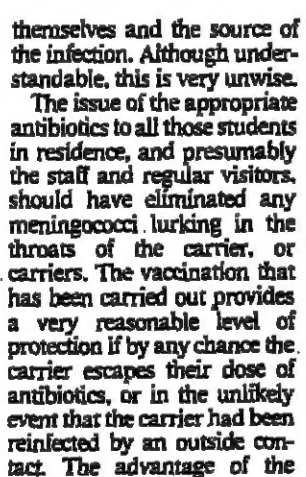 themselves and the source of
the infection. Although under-
standable, this is very unwise.
The issue of the appropriate
antibiotics to all those students
in residence, and presumably
the staff and regular visitors,
should have eliminated any
meningococci lurking in the
throats of the carrier, or
carriers. The vaccination that
has been carried out provides
a very reasonable level of
protection if by any chance the
carrier escapes their dose of
antibiotics, or in the unlikely
event that the carrier had been
reinfected by an outside con-
tact. The advantage of the